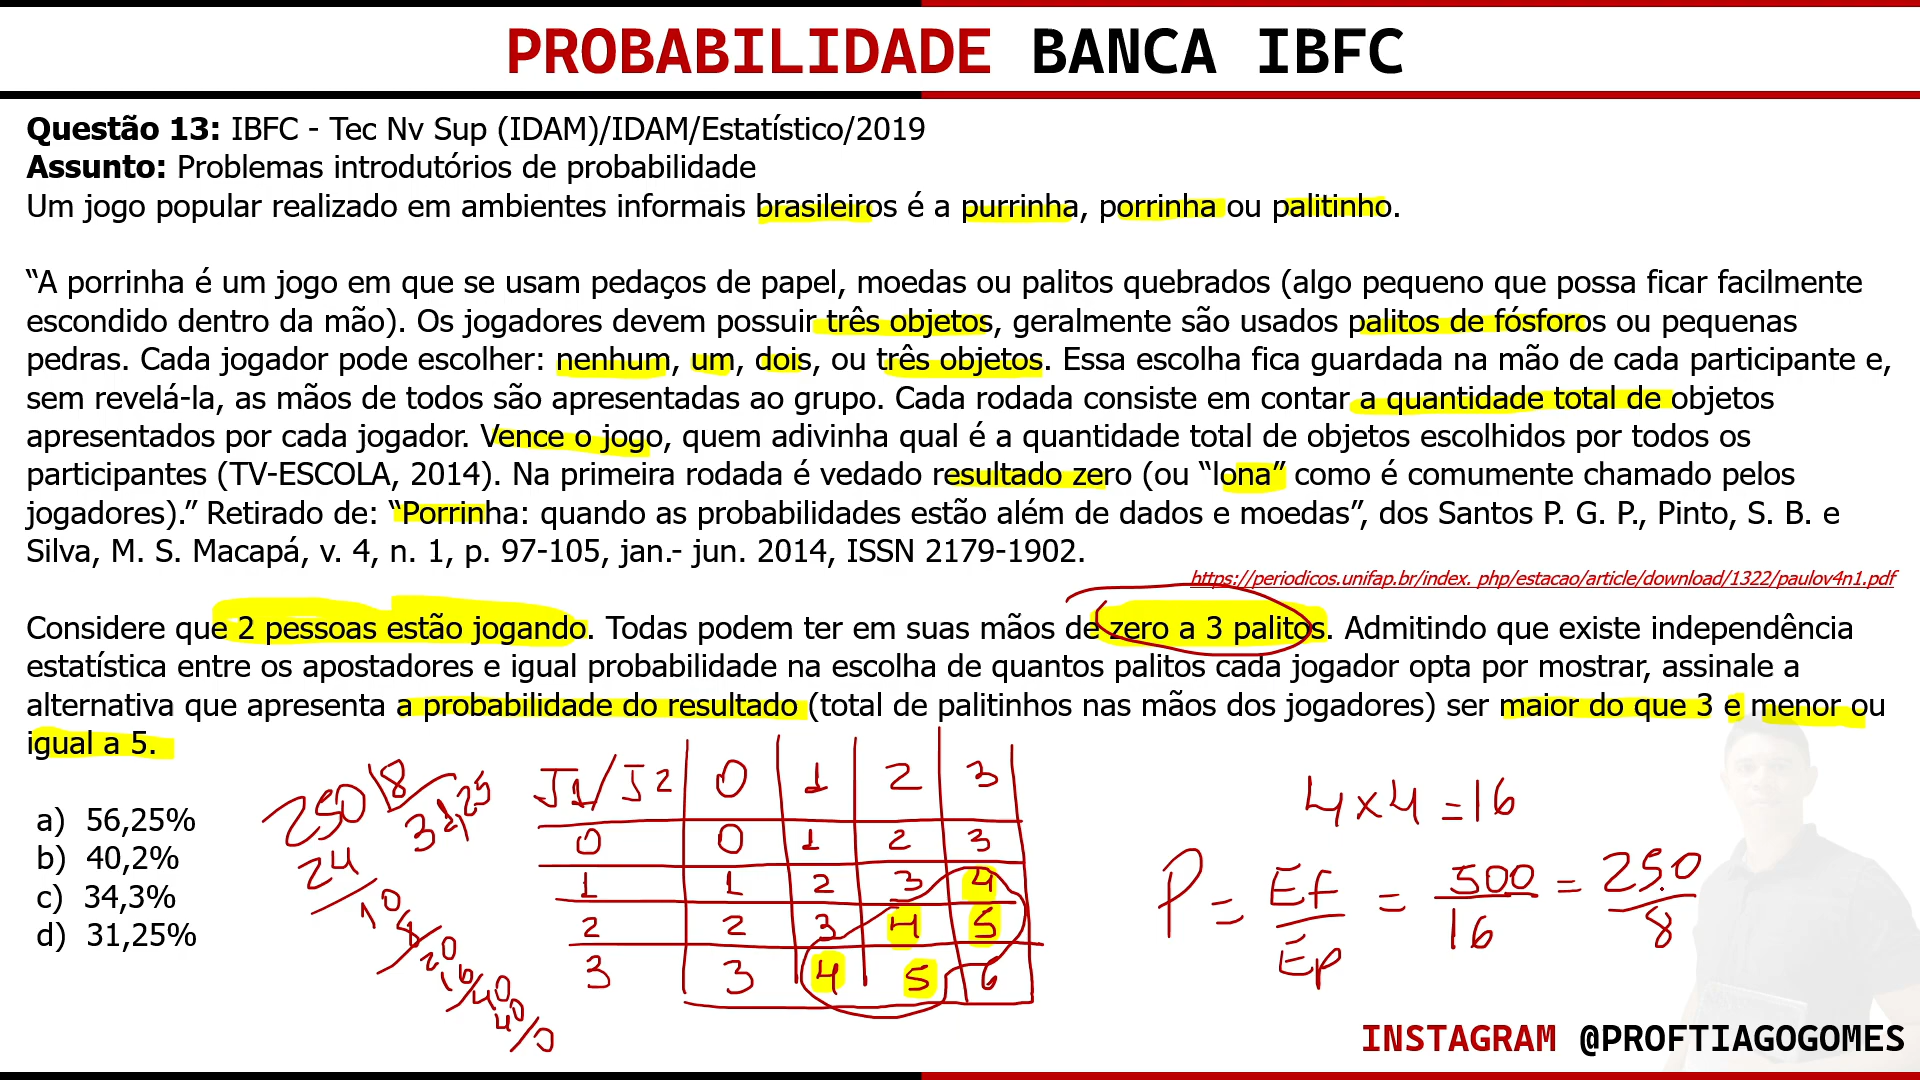 PROBABILIDADE BANCA IBFC
Questão 13: IBFC - Tec Nv Sup (IDAM)/IDAM/Estatístico/2019
Assunto: Problemas introdutórios de probabilidade
Um jogo popular realizado em ambientes informais brasileiros é a purrinha, porrinha ou palitinho.
“A porrinha é um jogo em que se usam pedaços de papel, moedas ou palitos quebrados (algo pequeno que possa ficar facilmente
escondido dentro da mão). Os jogadores devem possuir três objetos, geralmente são usados palitos de fósforos ou pequenas
pedras. Cada jogador pode escolher: nenhum, um, dois, ou três objetos. Essa escolha fica guardada na mão de cada participante e,
sem revelá-la, as mãos de todos são apresentadas ao grupo. Cada rodada consiste em contar a quantidade total de objetos
apresentados por cada jogador. Vence o jogo, quem adivinha qual é a quantidade total de objetos escolhidos por todos os
participantes (TV-ESCOLA, 2014). Na primeira rodada é vedado resultado zero (ou “lona” como é comumente chamado pelos
jogadores).” Retirado de: “Porrinha: quando as probabilidades estão além de dados e moedas”, dos Santos P. G. P., Pinto, S. B. e
Silva, M. S. Macapá, v. 4, n. 1, p. 97-105, jan.- jun. 2014, ISSN 2179-1902.
https://periodicos.unifap.br/index. php/estacao/article/download/1322/paulov4n1.pdf
Considere que 2 pessoas estão jogando. Todas podem ter em suas mãos de zero a 3 palitos. Admitindo que existe independência
estatística entre os apostadores e igual probabilidade na escolha de quantos palitos cada jogador opta por mostrar, assinale a
alternativa que apresenta a probabilidade do resultado (total de palitinhos nas mãos dos jogadores) ser maior do que 3 e menor ou
igual a 5.
a) 56,25%
b) 40,2%
c) 34,3%
d) 31,25%
250 8
24 31,25
10
8
20
16
40
40
0
J1/J2 0 1 2 3
0 0 1 2 3
1 1 2 3 4
2 2 3 4 5
3 3 4 5 6
4x4=16
P = Ef/Ep = 500/16 = 250/8
INSTAGRAM @PROFTIAGOGOMES